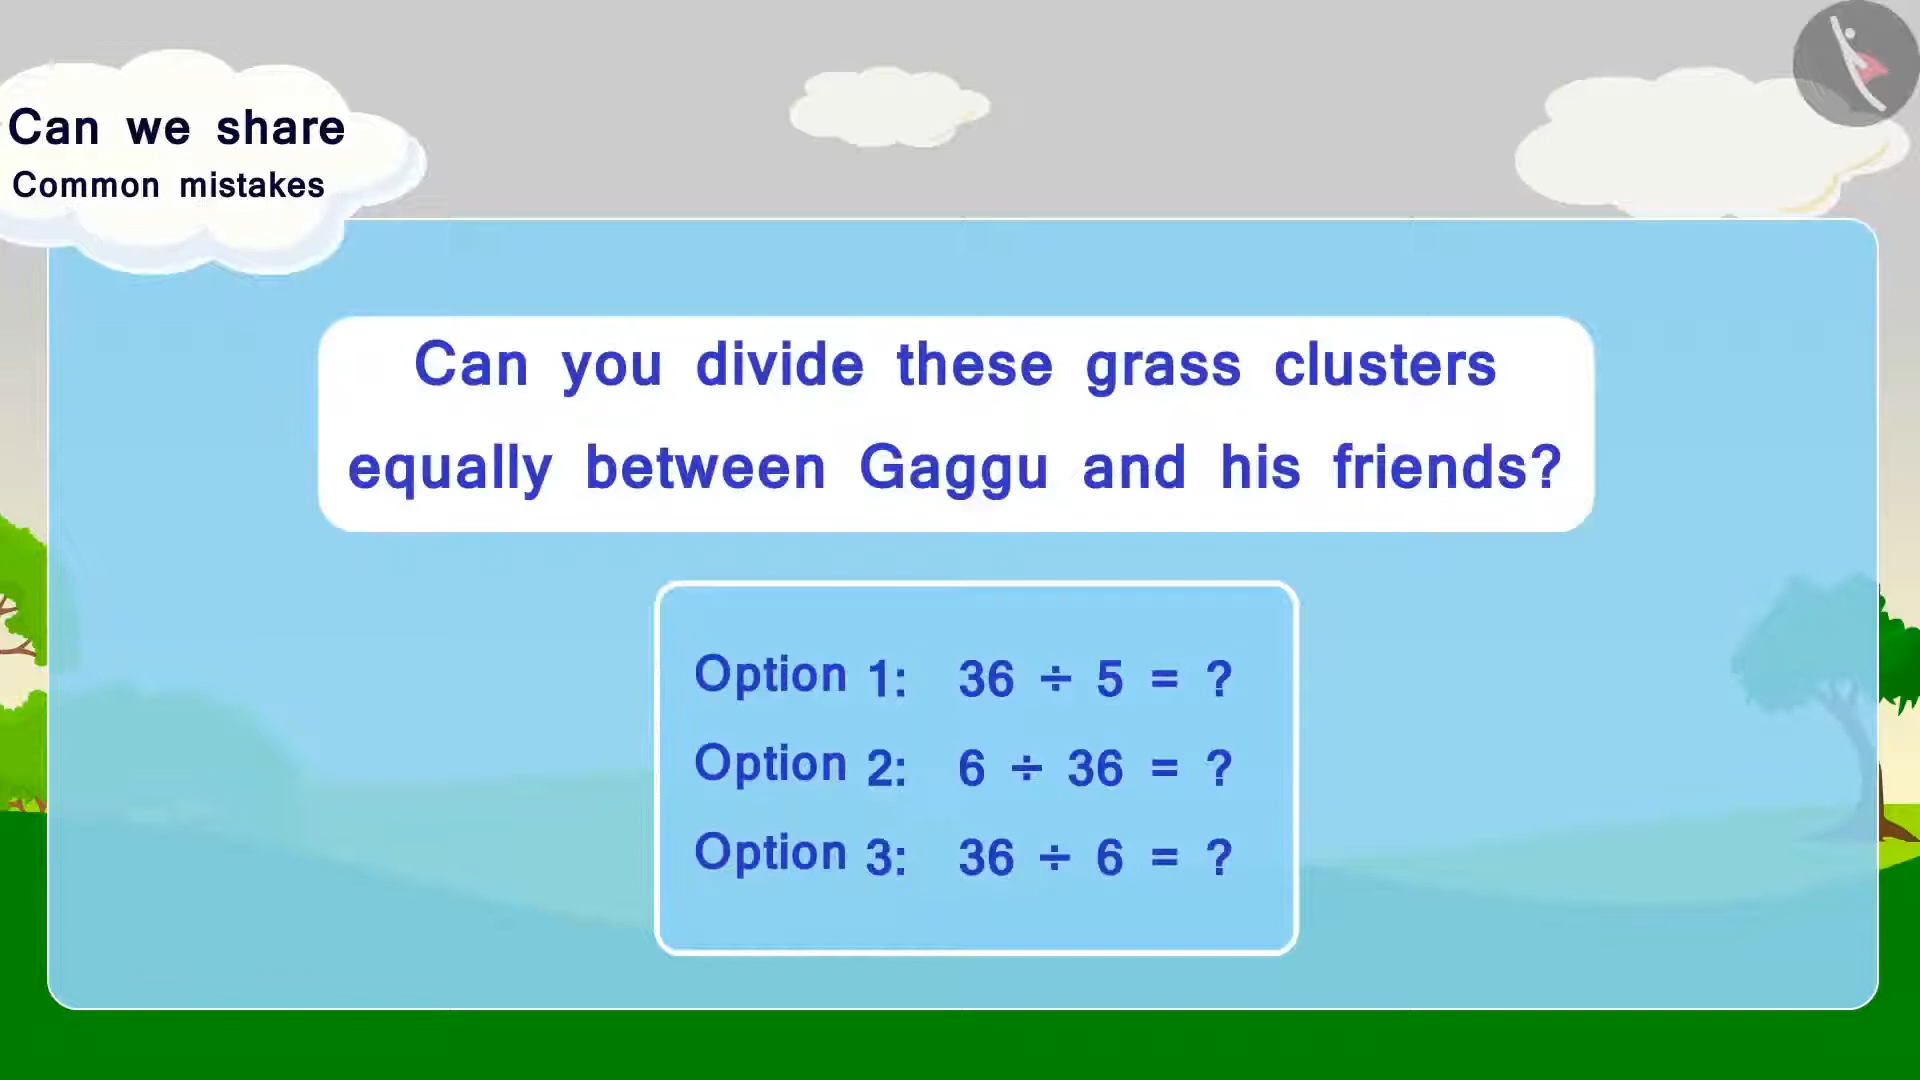 Can we share
Common mistakes
Can you divide these grass clusters
equally between Gaggu and his friends?
Option 1: 36 ÷ 5 = ?
Option 2: 6 ÷ 36 = ?
Option 3: 36 ÷ 6 = ?